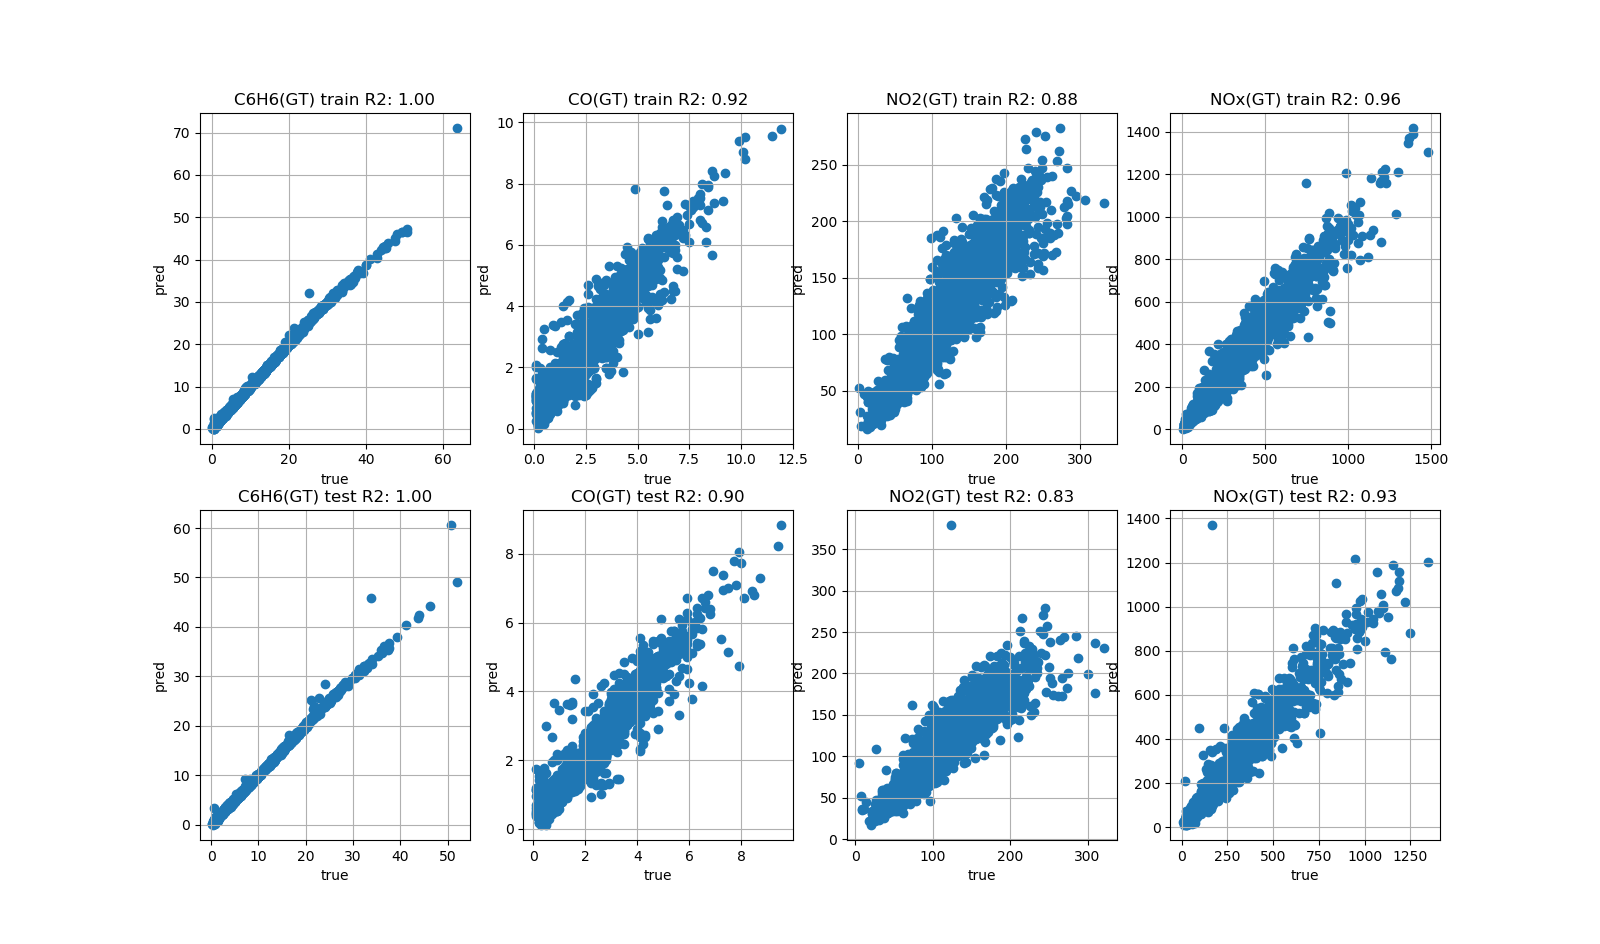 C6H6(GT) train R2: 1.00
70
60
50
40
30
20
10
0
pred
0 20 40 60
true
CO(GT) train R2: 0.92
10
8
6
4
2
0
pred
0.0 2.5 5.0 7.5 10.0 12.5
true
NO2(GT) train R2: 0.88
250
200
150
100
50
pred
0 100 200 300
true
NOx(GT) train R2: 0.96
1400
1200
1000
800
600
400
200
0
pred
0 500 1000 1500
true
C6H6(GT) test R2: 1.00
60
50
40
30
20
10
0
pred
0 10 20 30 40 50
true
CO(GT) test R2: 0.90
8
6
4
2
0
pred
0 2 4 6 8
true
NO2(GT) test R2: 0.83
350
300
250
200
150
100
50
0
pred
0 100 200 300
true
NOx(GT) test R2: 0.93
1400
1200
1000
800
600
400
200
0
pred
0 250 500 750 1000 1250
true